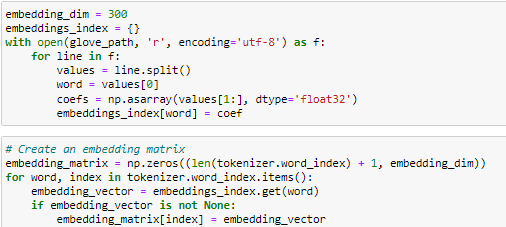 embedding_dim = 300
embeddings_index = {}
with open(glove_path, 'r', encoding='utf-8') as f:
    for line in f:
        values = line.split()
        word = values[0]
        coefs = np.asarray(values[1:], dtype='float32')
        embeddings_index[word] = coef
# Create an embedding matrix
embedding_matrix = np.zeros((len(tokenizer.word_index) + 1, embedding_dim))
for word, index in tokenizer.word_index.items():
    embedding_vector = embeddings_index.get(word)
    if embedding_vector is not None:
        embedding_matrix[index] = embedding_vector